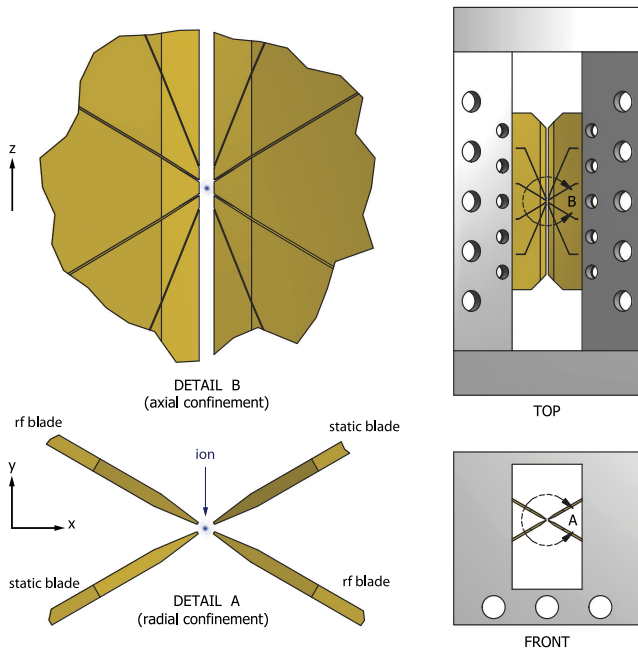 z
B
DETAIL B
(axial confinement)
TOP
rf blade
ion
static blade
y
x
static blade
rf blade
DETAIL A
(radial confinement)
A
FRONT